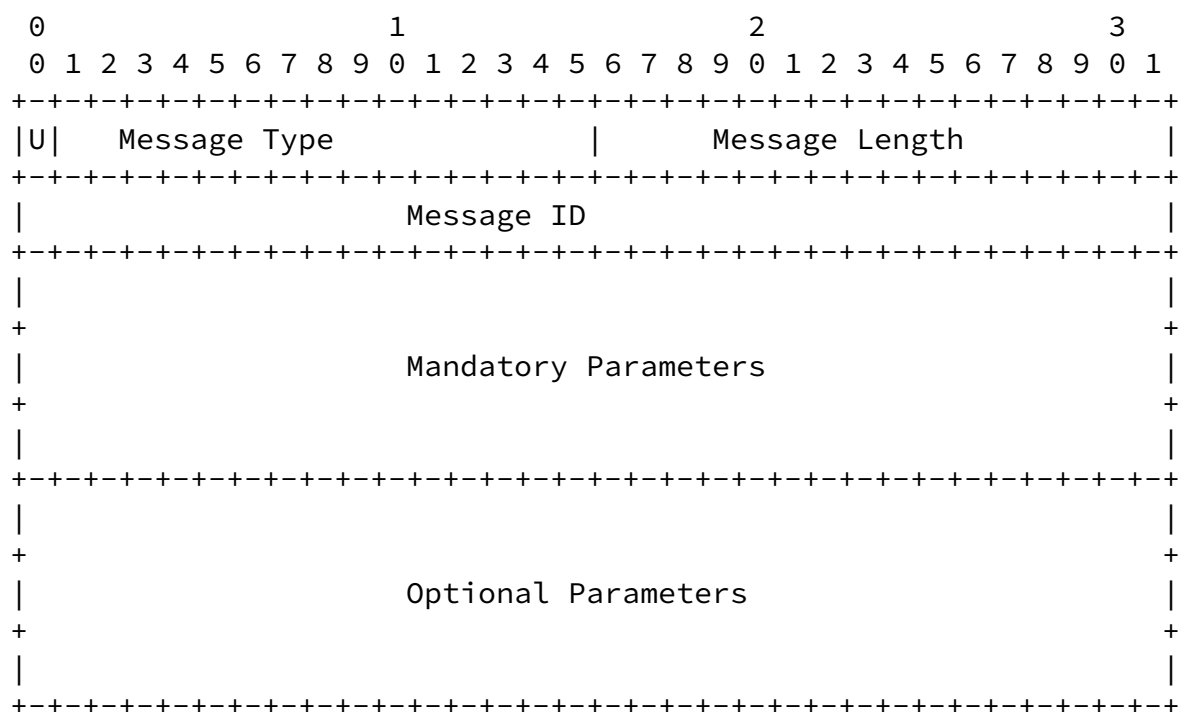 0                   1                   2                   3
 0 1 2 3 4 5 6 7 8 9 0 1 2 3 4 5 6 7 8 9 0 1 2 3 4 5 6 7 8 9 0 1
+-+-+-+-+-+-+-+-+-+-+-+-+-+-+-+-+-+-+-+-+-+-+-+-+-+-+-+-+-+-+-+-+
|U|   Message Type              |      Message Length           |
+-+-+-+-+-+-+-+-+-+-+-+-+-+-+-+-+-+-+-+-+-+-+-+-+-+-+-+-+-+-+-+-+
|                     Message ID                                |
+-+-+-+-+-+-+-+-+-+-+-+-+-+-+-+-+-+-+-+-+-+-+-+-+-+-+-+-+-+-+-+-+
|                                                               |
+                                                               +
|                     Mandatory Parameters                      |
+                                                               +
|                                                               |
+-+-+-+-+-+-+-+-+-+-+-+-+-+-+-+-+-+-+-+-+-+-+-+-+-+-+-+-+-+-+-+-+
|                                                               |
+                                                               +
|                     Optional Parameters                       |
+                                                               +
|                                                               |
+-+-+-+-+-+-+-+-+-+-+-+-+-+-+-+-+-+-+-+-+-+-+-+-+-+-+-+-+-+-+-+-+